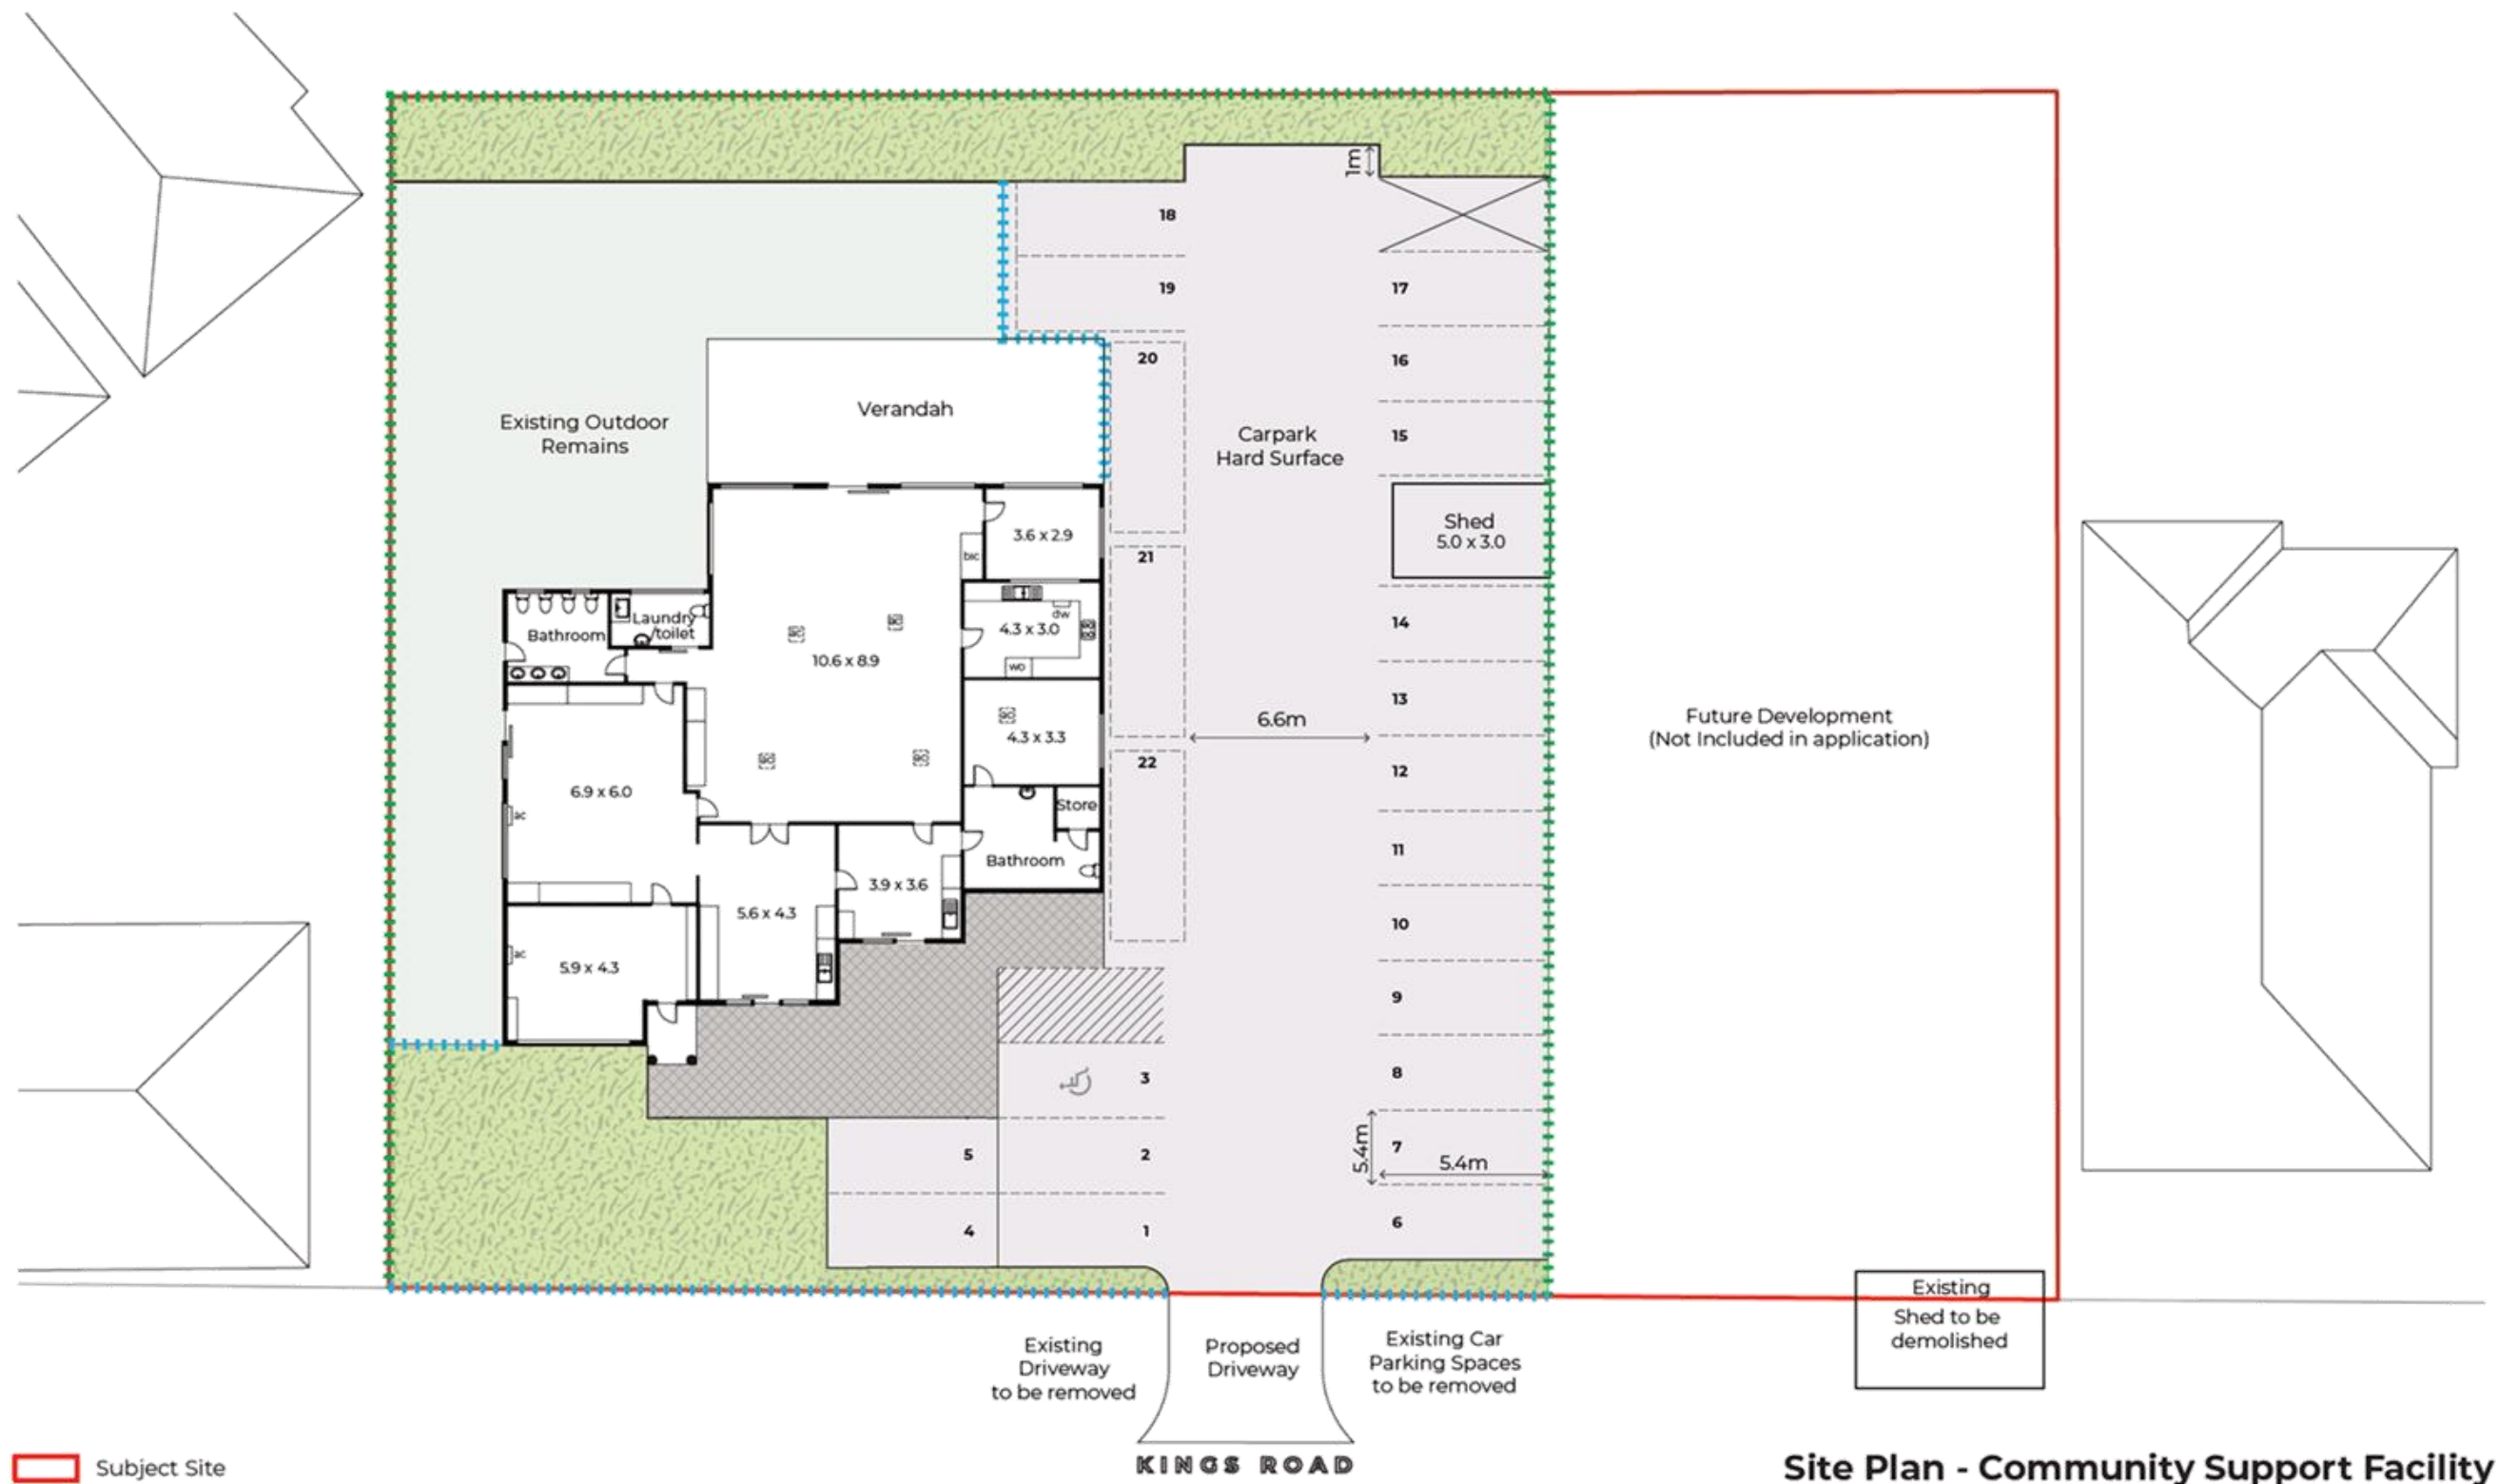 1m
18
19
17
20
16
Verandah
Existing Outdoor
Remains
Carpark
Hard Surface
15
Shed
5.0 x 3.0
3.6 x 2.9
21
dw
Laundry
/toilet
Bathroom
4.3 x 3.0
14
10.6 x 8.9
wo
13
6.6m
Future Development
(Not Included in application)
4.3 x 3.3
22
12
6.9 x 6.0
Store
11
Bathroom
3.9 x 3.6
5.6 x 4.3
10
5.9 x 4.3
9
3
8
5
2
5.4m
7
5.4m
4
1
6
Existing
Shed to be
demolished
Existing
Driveway
to be removed
Proposed
Driveway
Existing Car
Parking Spaces
to be removed
KINGS ROAD
Subject Site
Site Plan - Community Support Facility